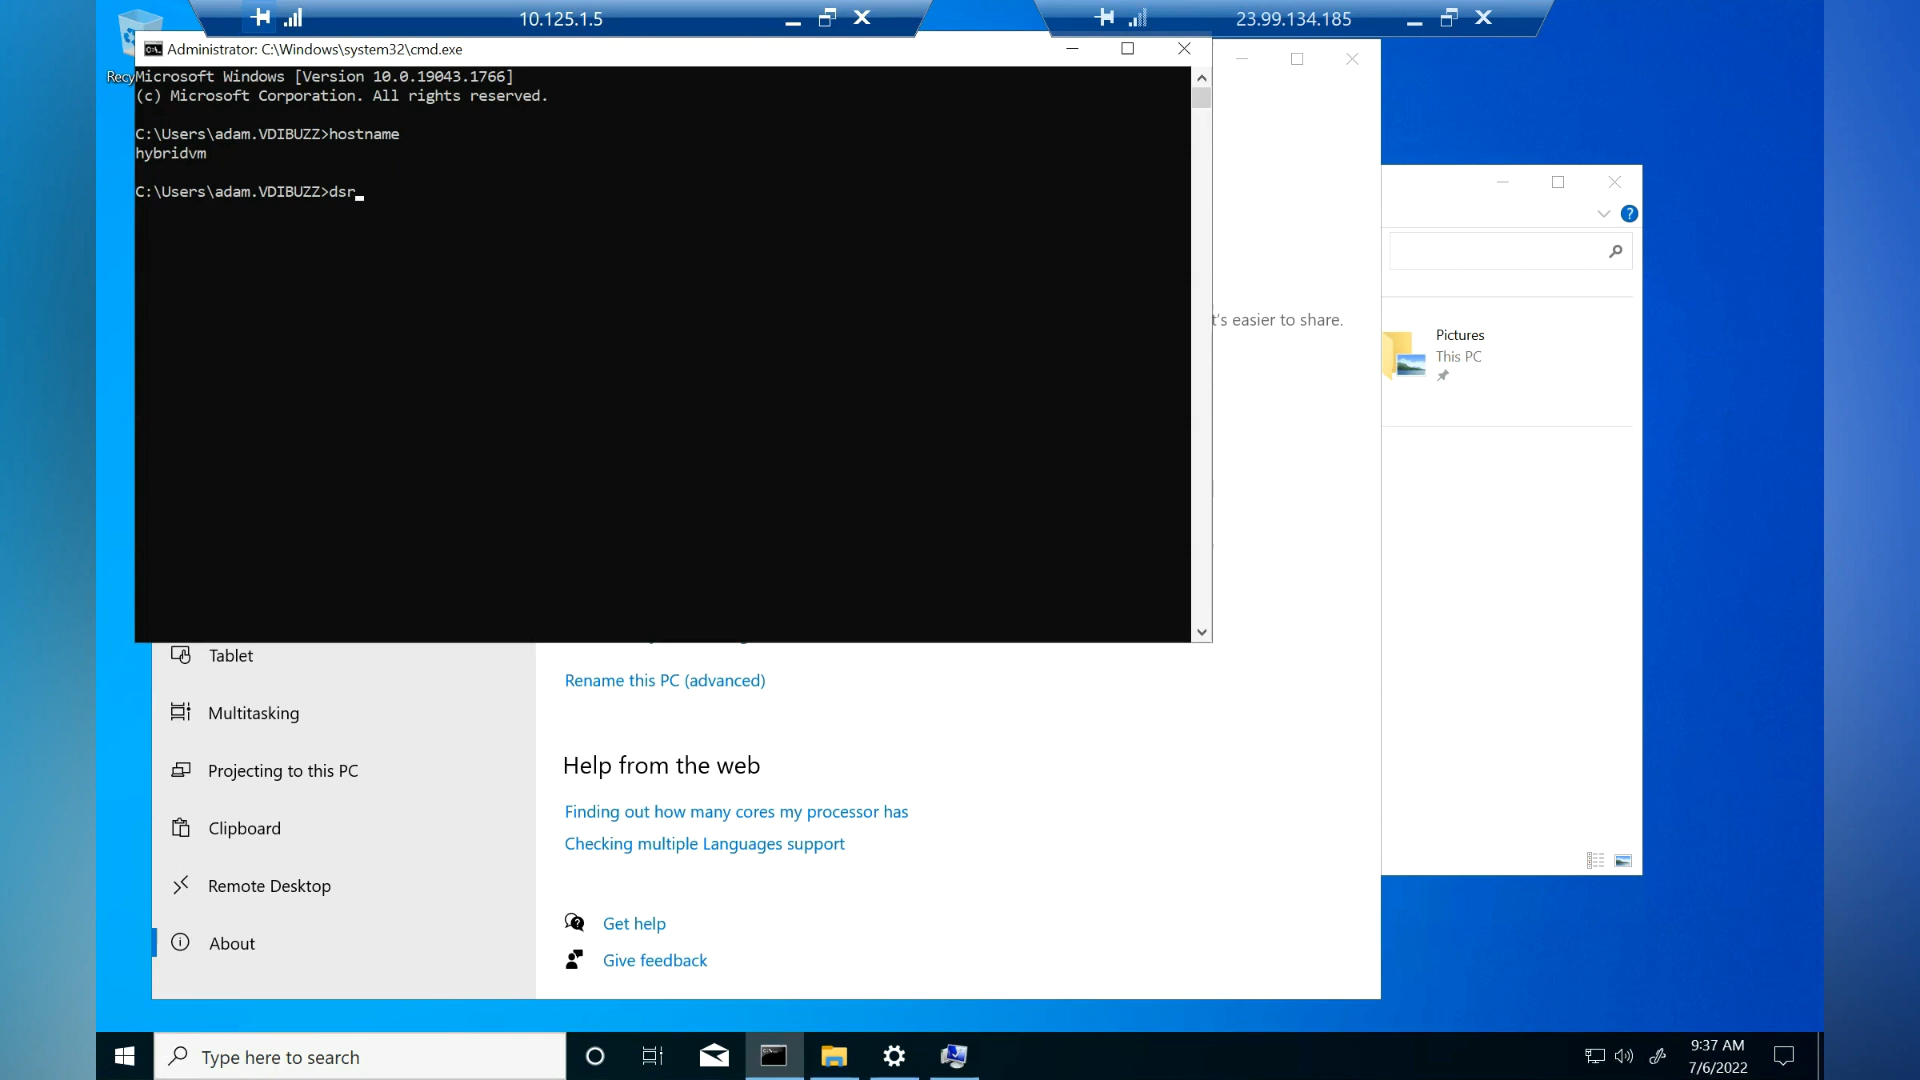 10.125.1.5
23.99.134.185
Administrator: C:\Windows\system32\cmd.exe
Recy
Microsoft Windows [Version 10.0.19043.1766]
(c) Microsoft Corporation. All rights reserved.
C:\Users\adam.VDIBUZZ>hostname
hybridvm
C:\Users\adam.VDIBUZZ>dsr_
t's easier to share.
Pictures
This PC
Tablet
Multitasking
Projecting to this PC
Clipboard
Remote Desktop
About
Rename this PC (advanced)
Help from the web
Finding out how many cores my processor has
Checking multiple Languages support
Get help
Give feedback
Type here to search
9:37 AM
7/6/2022